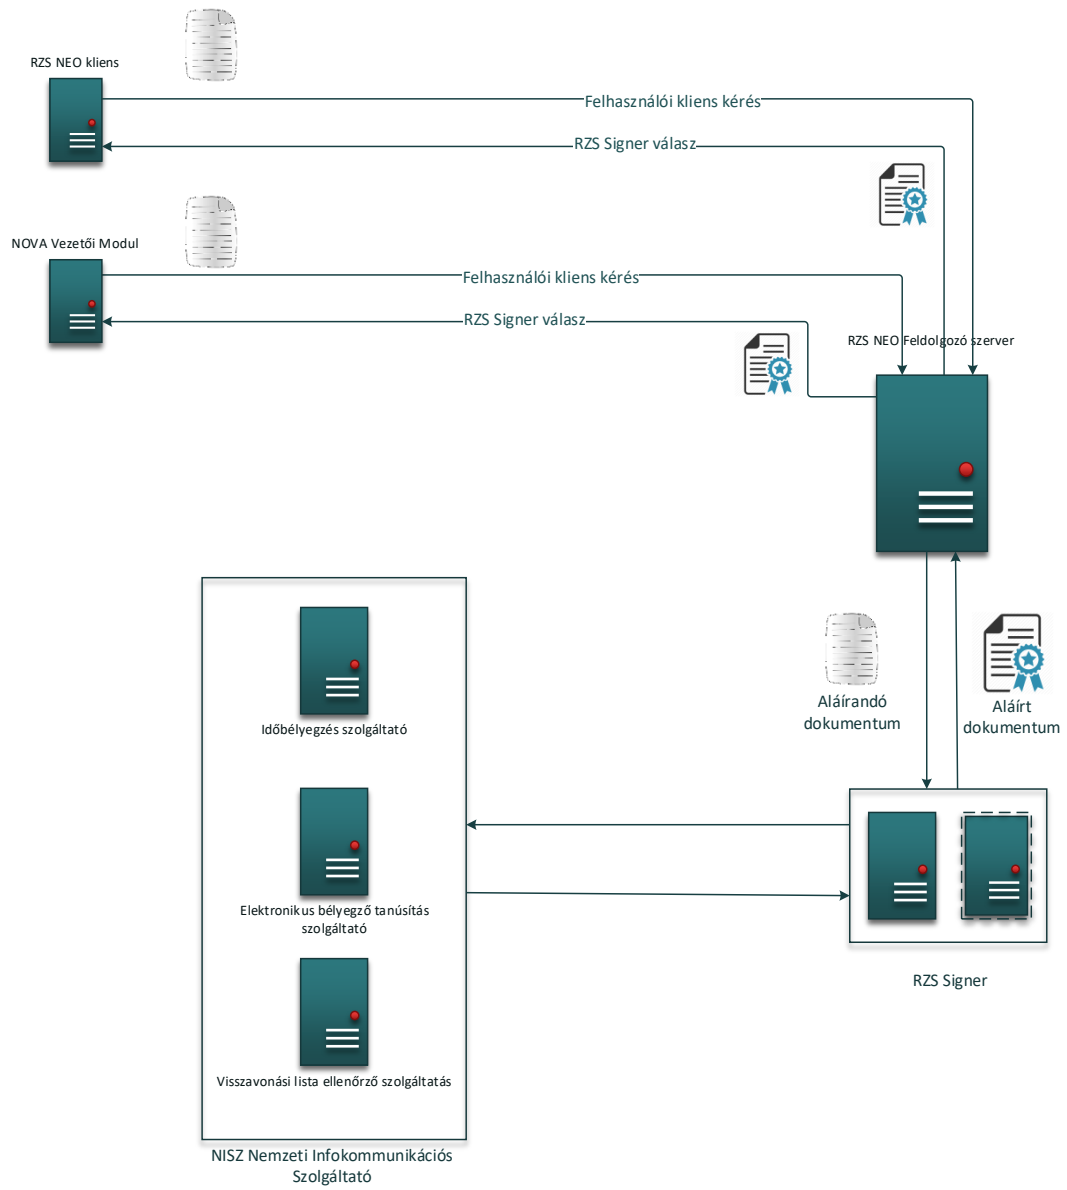 RZS NEO kliens
Felhasználói kliens kérés
RZS Signer válasz
NOVA Vezetői Modul
Felhasználói kliens kérés
RZS Signer válasz
RZS NEO Feldolgozó szerver
Aláírandó
dokumentum
Aláírt
dokumentum
Időbélyegzés szolgáltató
Elektronikus bélyegző tanúsítás
szolgáltató
RZS Signer
Visszavonási lista ellenőrző szolgáltatás
NISZ Nemzeti Infokommunikációs
Szolgáltató